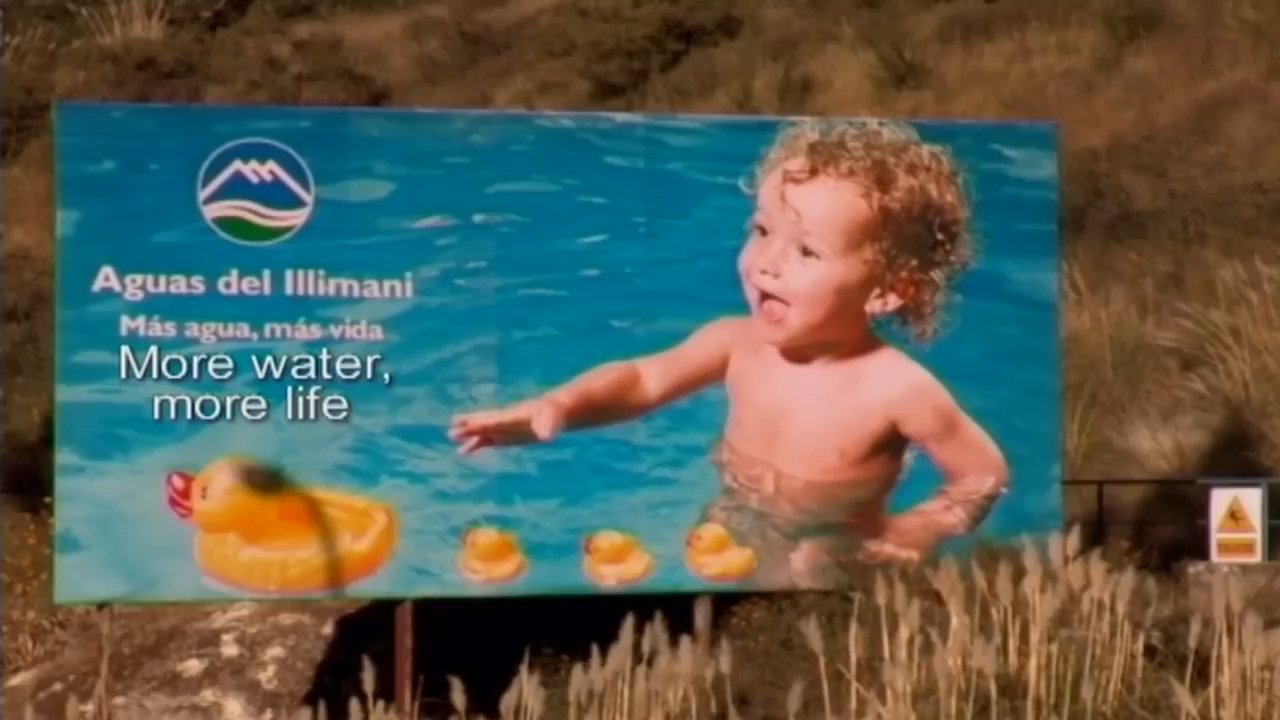 Aguas del Illimani
Más agua, más vida
More water,
more life